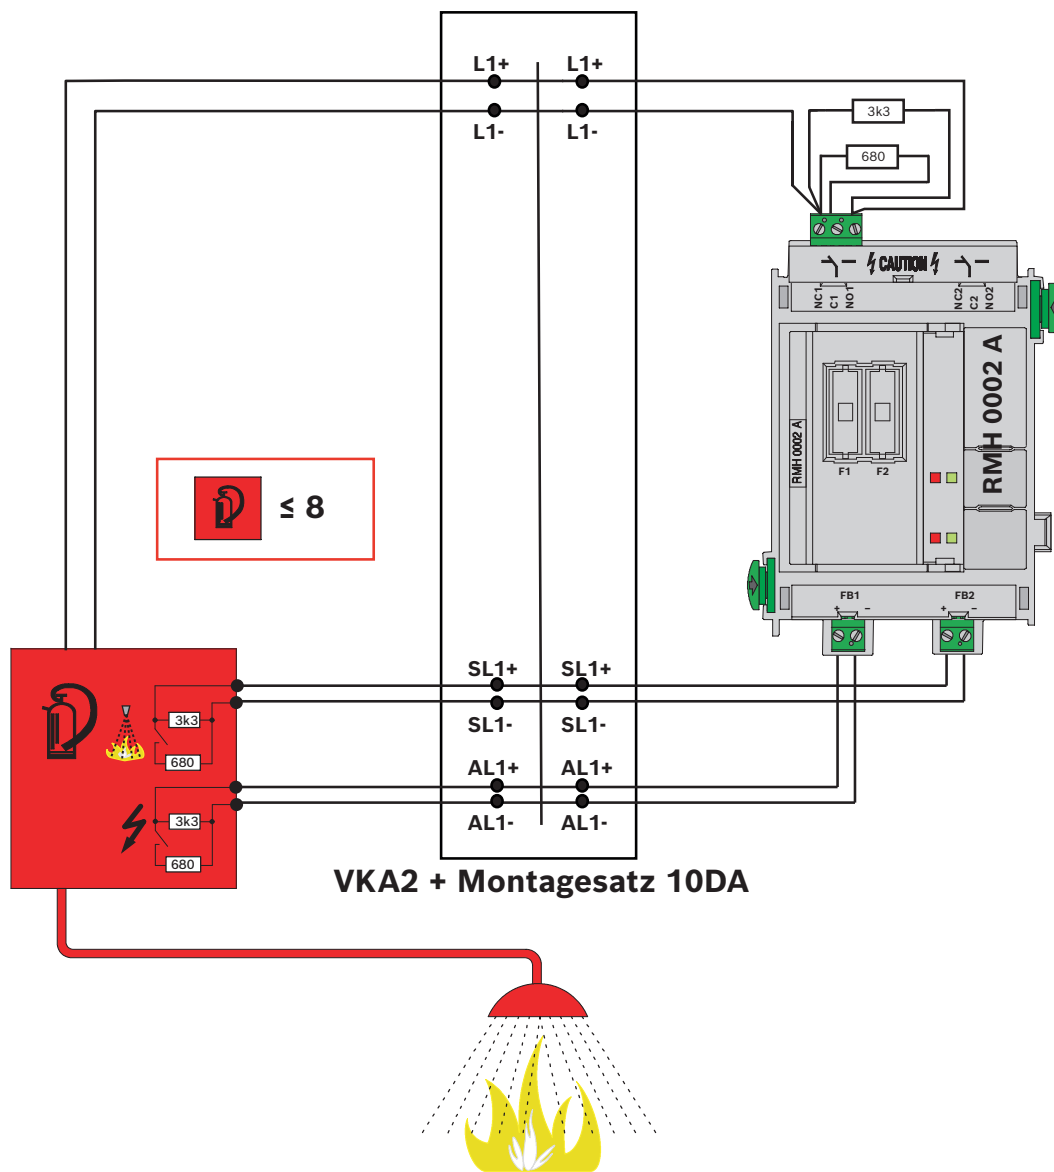 L1+ L1+
L1- L1-
3k3
680
CAUTION
NC1 C1 NO1 NC2 C2 NO2
RMH 0002 A
RMH 0002 A
F1 F2
≤ 8
FB1 FB2
+ - + -
SL1+ SL1+
SL1- SL1-
3k3
680
AL1+ AL1+
AL1- AL1-
3k3
680
VKA2 + Montagesatz 10DA